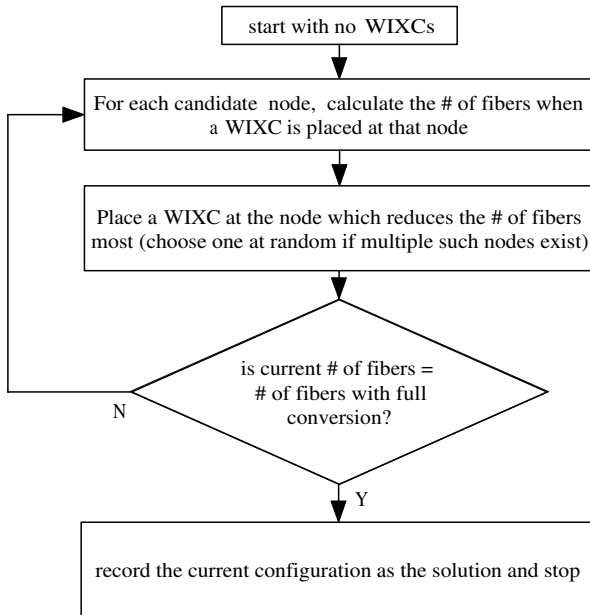 start with no WIXCs
For each candidate node, calculate the # of fibers when
a WIXC is placed at that node
Place a WIXC at the node which reduces the # of fibers
most (choose one at random if multiple such nodes exist)
is current # of fibers =
# of fibers with full
conversion?
N
Y
record the current configuration as the solution and stop